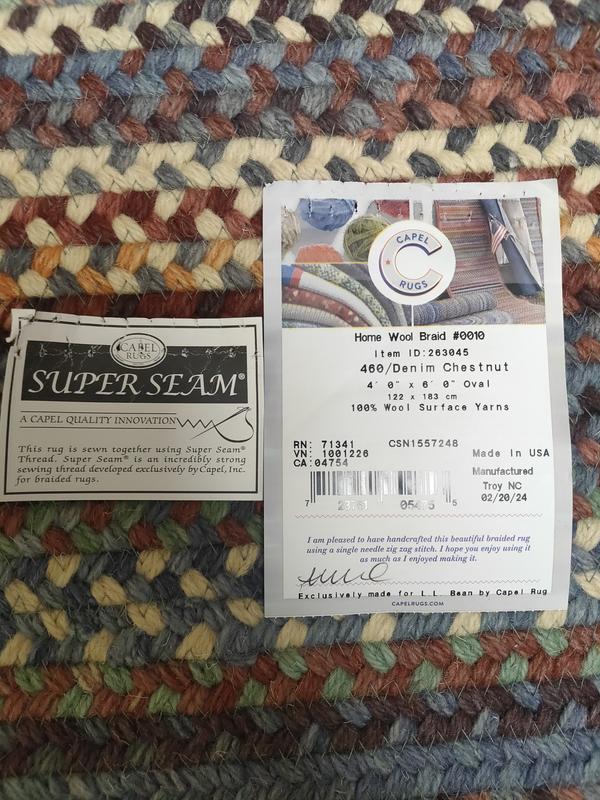 CAPEL
RUGS
Home Wool Braid #0010
Item ID:263045
460/Denim Chestnut
4' 0" x 6' 0" Oval
122 x 183 cm
100% Wool Surface Yarns
RN: 71341 CSN1557248
VN: 1001226 Made In USA
CA:04754 Manufactured
Troy NC
02/20/24
7 5
I am pleased to have handcrafted this beautiful braided rug
using a single needle zig zag stitch. I hope you enjoy using it
as much as I enjoyed making it.
Exclusively made for L.L. Bean by Capel Rug
CAPELRUGS.COM
CAPEL
RUGS
SUPER SEAM®
A CAPEL QUALITY INNOVATION
This rug is sewn together using Super Seam®
Thread. Super Seam® is an incredibly strong
sewing thread developed exclusively by Capel, Inc.
for braided rugs.